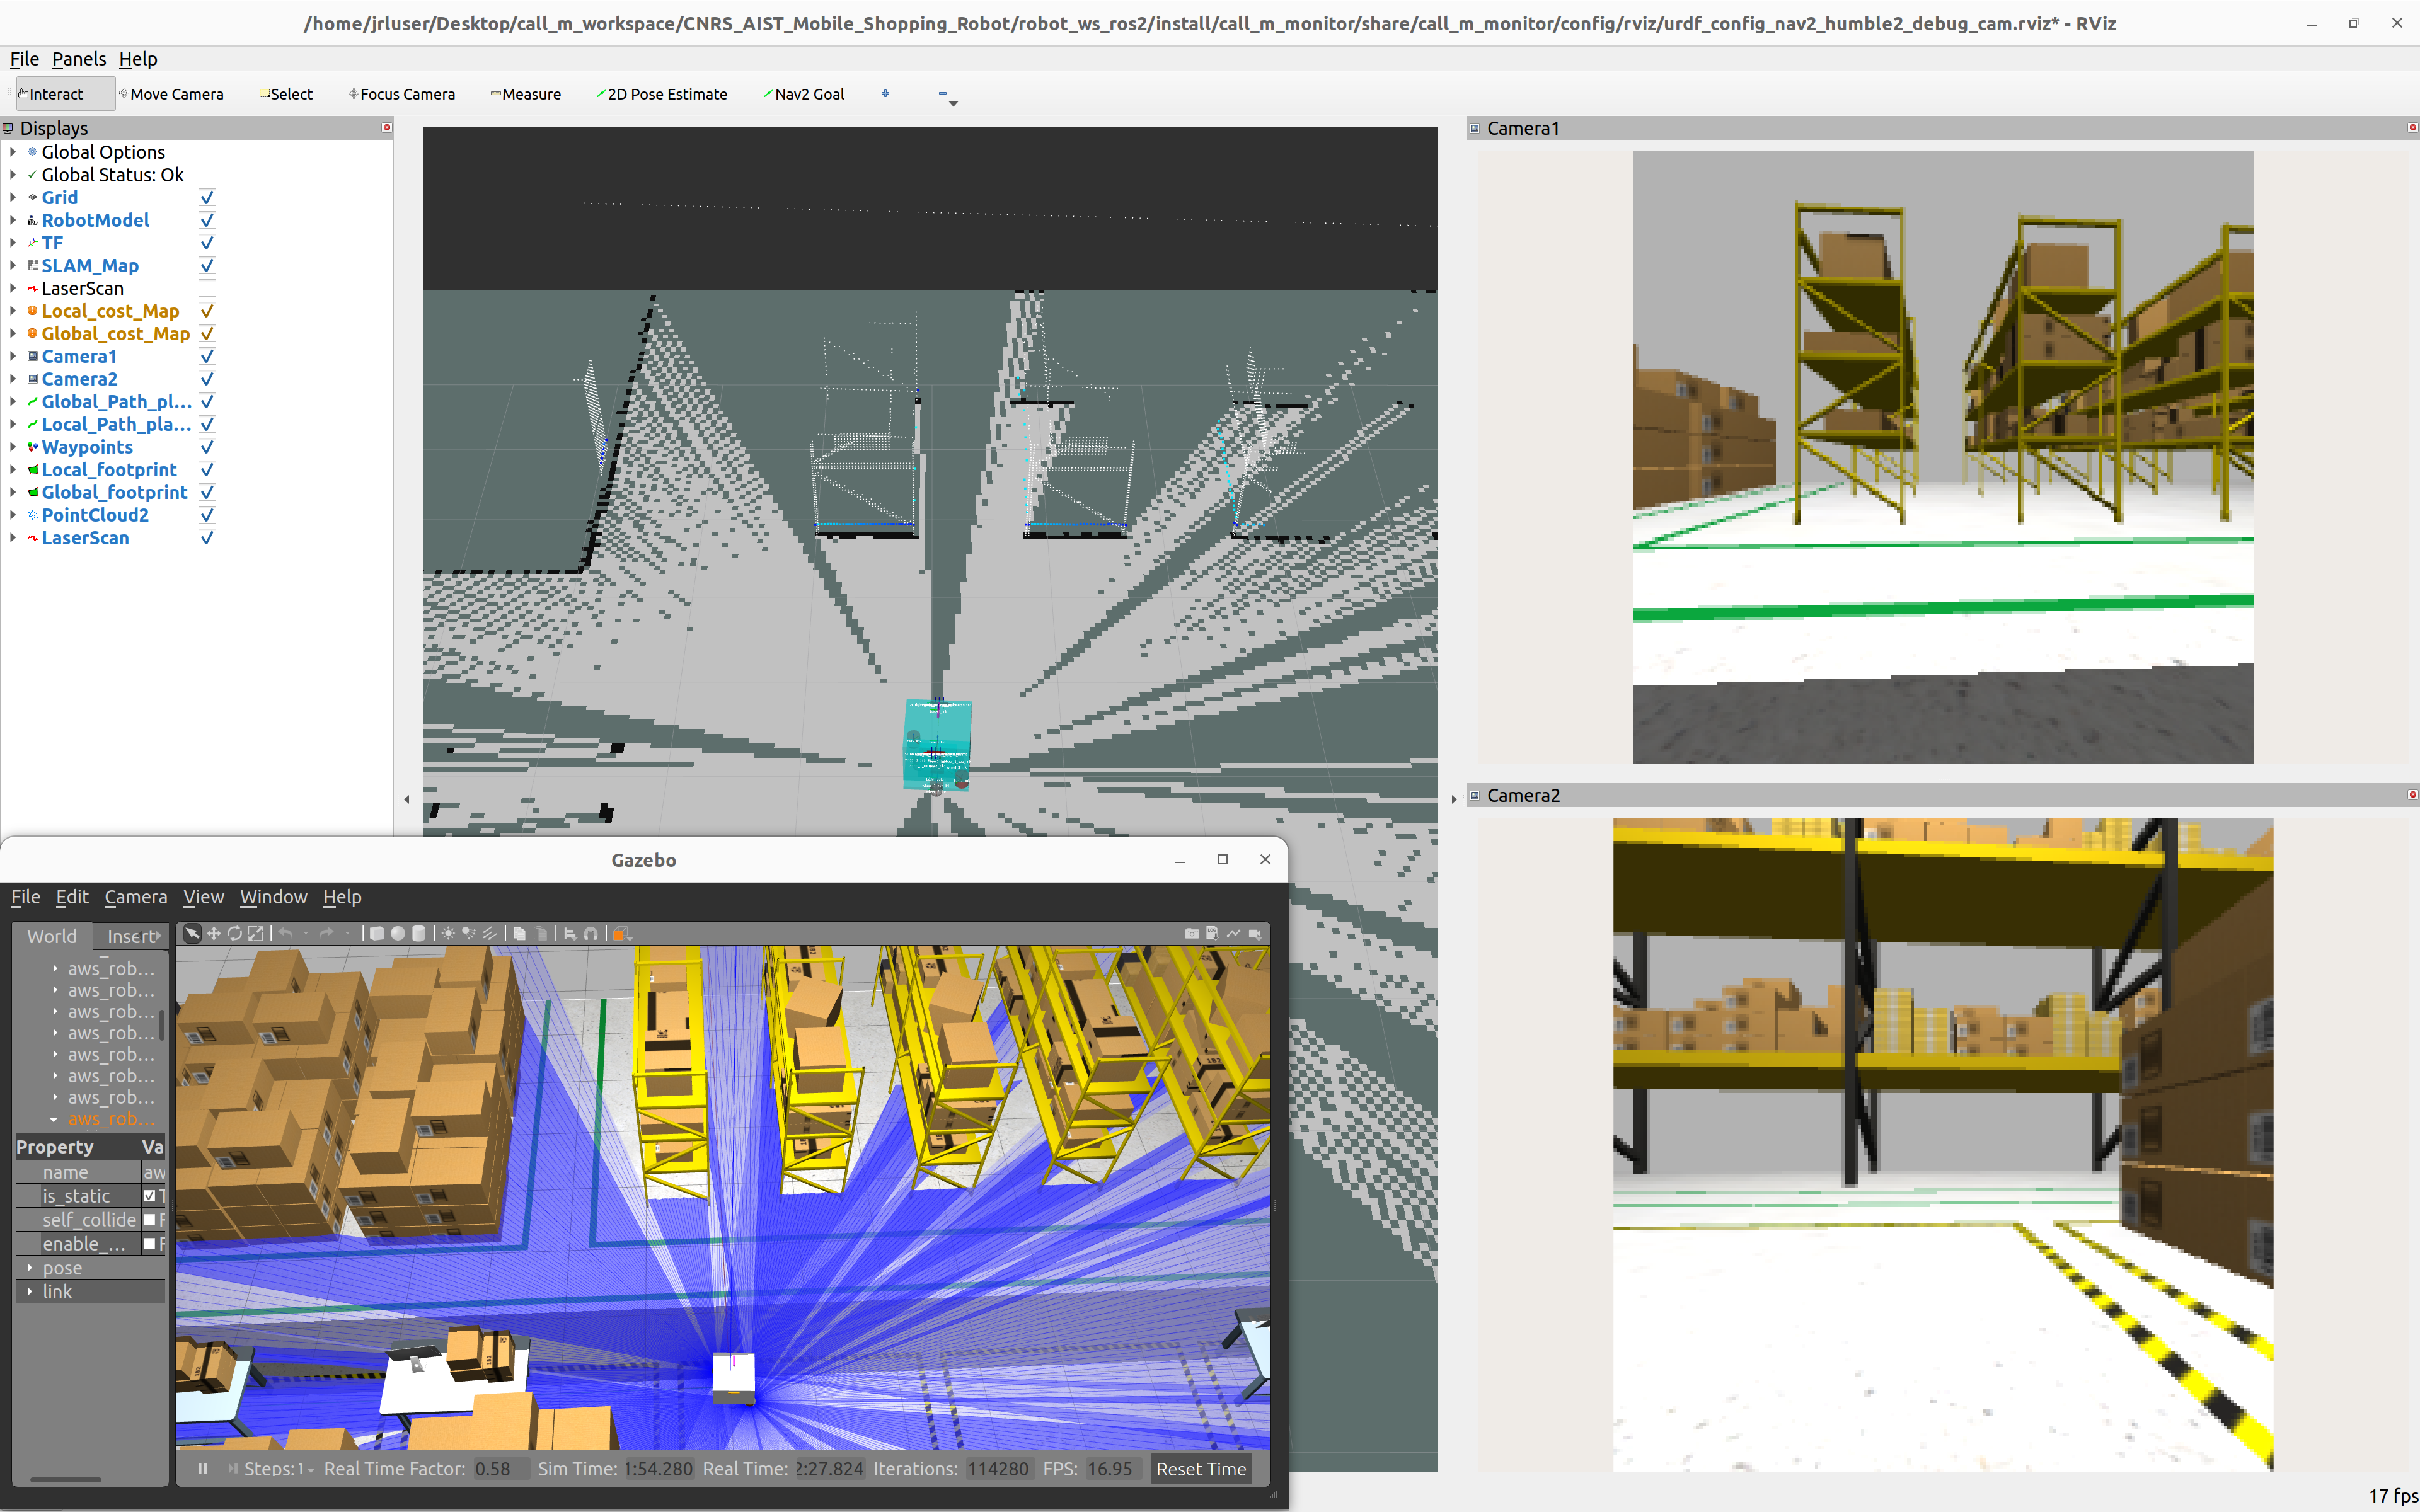 /home/jrluser/Desktop/call_m_workspace/CNRS_AIST_Mobile_Shopping_Robot/robot_ws_ros2/install/call_m_monitor/share/call_m_monitor/config/rviz/urdf_config_nav2_humble2_debug_cam.rviz* - RViz
File Panels Help
Interact Move Camera Select Focus Camera Measure 2D Pose Estimate Nav2 Goal
Displays
Global Options
Global Status: Ok
Grid
RobotModel
TF
SLAM_Map
LaserScan
Local_cost_Map
Global_cost_Map
Camera1
Camera2
Global_Path_pl...
Local_Path_pla...
Waypoints
Local_footprint
Global_footprint
PointCloud2
LaserScan
Camera1
Camera2
Gazebo
File Edit Camera View Window Help
World Insert
aws_rob...
aws_rob...
aws_rob...
aws_rob...
aws_rob...
aws_rob...
aws_rob...
aws_rob...
Property Va
name aw
is_static T
self_collide F
enable_... F
pose
link
Steps: 1 Real Time Factor: 0.58 Sim Time: 1:54.280 Real Time: 2:27.824 Iterations: 114280 FPS: 16.95 Reset Time
17 fps